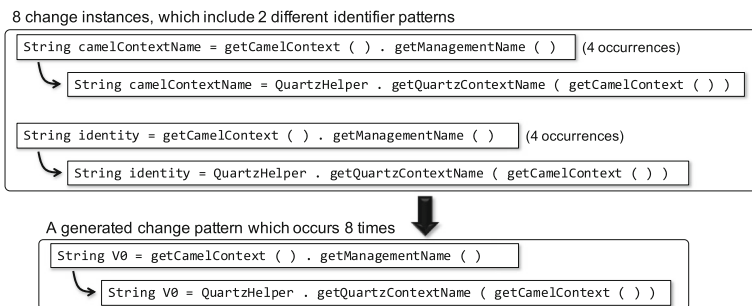 8 change instances, which include 2 different identifier patterns
String camelContextName = getCamelContext ( ) . getManagementName ( ) (4 occurrences)
String camelContextName = QuartzHelper . getQuartzContextName ( getCamelContext ( ) )
String identity = getCamelContext ( ) . getManagementName ( ) (4 occurrences)
String identity = QuartzHelper . getQuartzContextName ( getCamelContext ( ) )
A generated change pattern which occurs 8 times
String V0 = getCamelContext ( ) . getManagementName ( )
String V0 = QuartzHelper . getQuartzContextName ( getCamelContext ( ) )